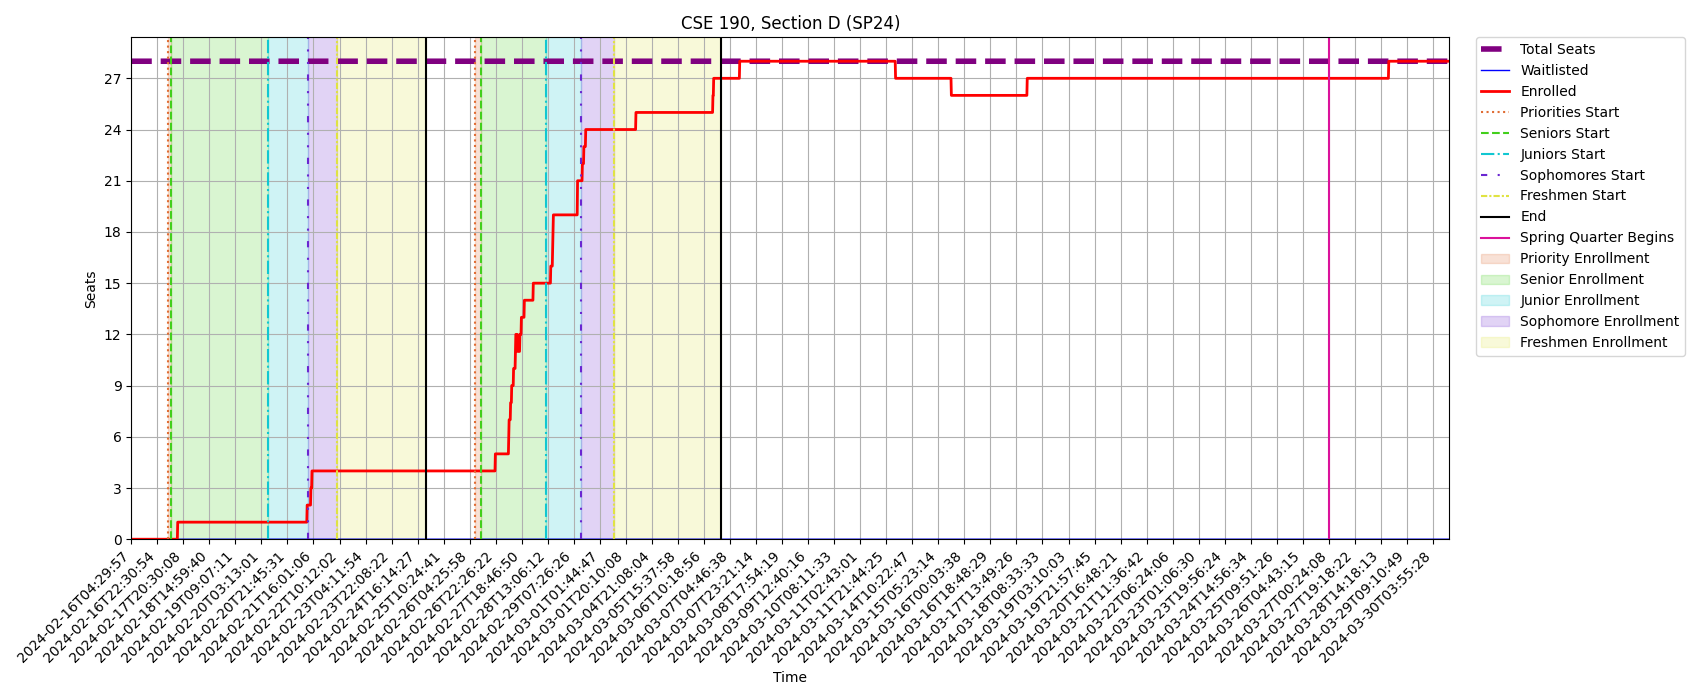 CSE 190, Section D (SP24)
Seats
27
24
21
18
15
12
9
6
3
0
2024-02-16T04:29:57
2024-02-16T22:30:54
2024-02-17T20:30:08
2024-02-18T14:59:40
2024-02-19T09:07:11
2024-02-20T03:13:01
2024-02-20T21:45:31
2024-02-21T16:01:06
2024-02-22T10:12:02
2024-02-23T04:11:54
2024-02-23T22:08:22
2024-02-24T16:14:27
2024-02-25T10:24:41
2024-02-26T04:25:58
2024-02-26T22:26:22
2024-02-27T18:46:50
2024-02-28T13:06:12
2024-02-29T07:26:26
2024-03-01T01:44:47
2024-03-01T20:10:08
2024-03-04T21:08:04
2024-03-05T15:37:58
2024-03-06T10:18:56
2024-03-07T04:46:38
2024-03-07T23:21:14
2024-03-08T17:54:19
2024-03-09T12:40:16
2024-03-10T08:11:33
2024-03-11T02:43:01
2024-03-11T21:44:25
2024-03-14T10:22:47
2024-03-15T05:23:14
2024-03-16T00:03:38
2024-03-16T18:48:29
2024-03-17T13:49:26
2024-03-18T08:33:33
2024-03-19T03:10:03
2024-03-19T21:57:45
2024-03-20T16:48:21
2024-03-21T11:36:42
2024-03-22T06:24:06
2024-03-23T01:06:30
2024-03-23T19:56:24
2024-03-24T14:56:34
2024-03-25T09:51:26
2024-03-26T04:43:15
2024-03-27T00:24:08
2024-03-27T19:18:22
2024-03-28T14:18:13
2024-03-29T09:10:49
2024-03-30T03:55:28
Time
Total Seats
Waitlisted
Enrolled
Priorities Start
Seniors Start
Juniors Start
Sophomores Start
Freshmen Start
End
Spring Quarter Begins
Priority Enrollment
Senior Enrollment
Junior Enrollment
Sophomore Enrollment
Freshmen Enrollment